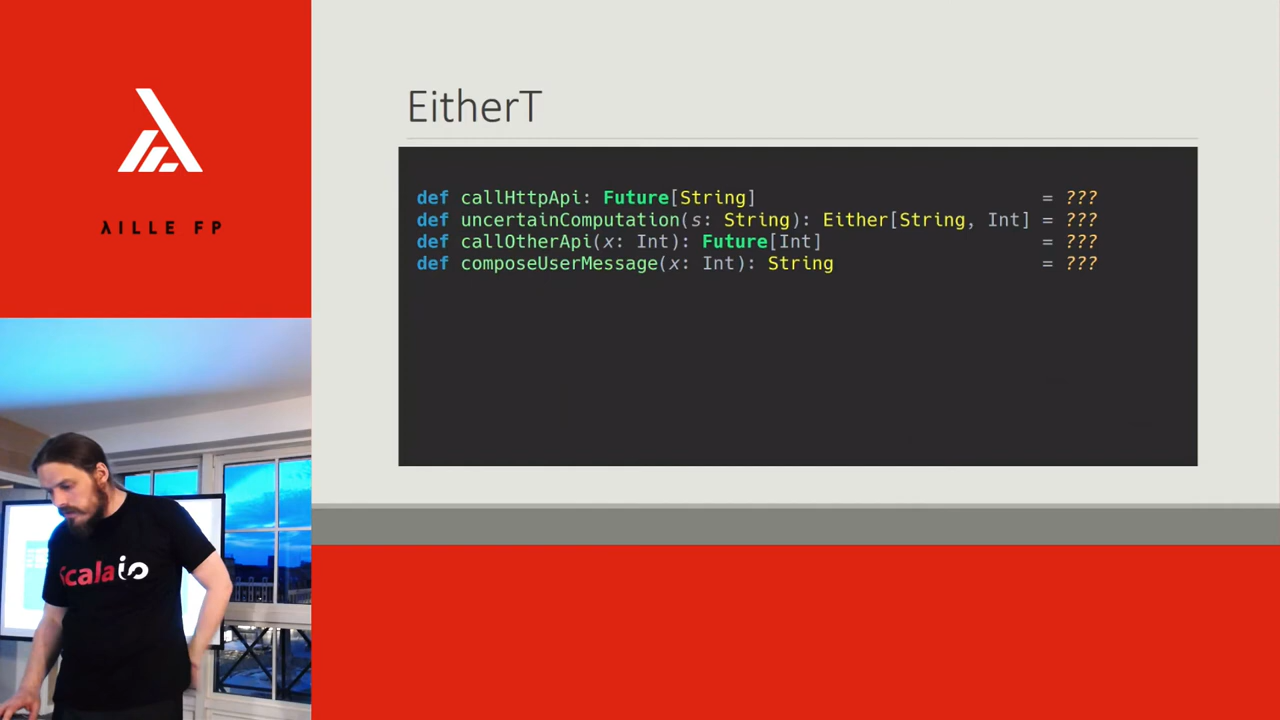 λILLE FP
EitherT
def callHttpApi: Future[String] = ???
def uncertainComputation(s: String): Either[String, Int] = ???
def callOtherApi(x: Int): Future[Int] = ???
def composeUserMessage(x: Int): String = ???
Scalaio